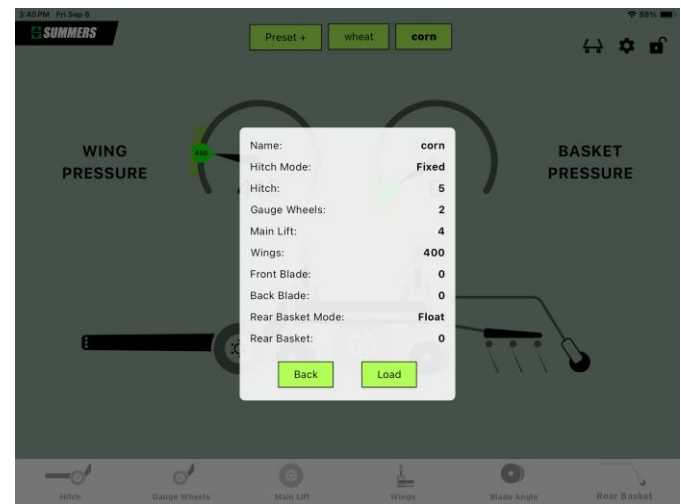 3:40 PM Fri Sep 6
88%
SUMMERS
Preset +
wheat
corn
WING
PRESSURE
400
BASKET
PRESSURE
Name: corn
Hitch Mode: Fixed
Hitch: 5
Gauge Wheels: 2
Main Lift: 4
Wings: 400
Front Blade: 0
Back Blade: 0
Rear Basket Mode: Float
Rear Basket: 0
Back
Load
Hitch
Gauge Wheels
Main Lift
Wings
Blade Angle
Rear Basket